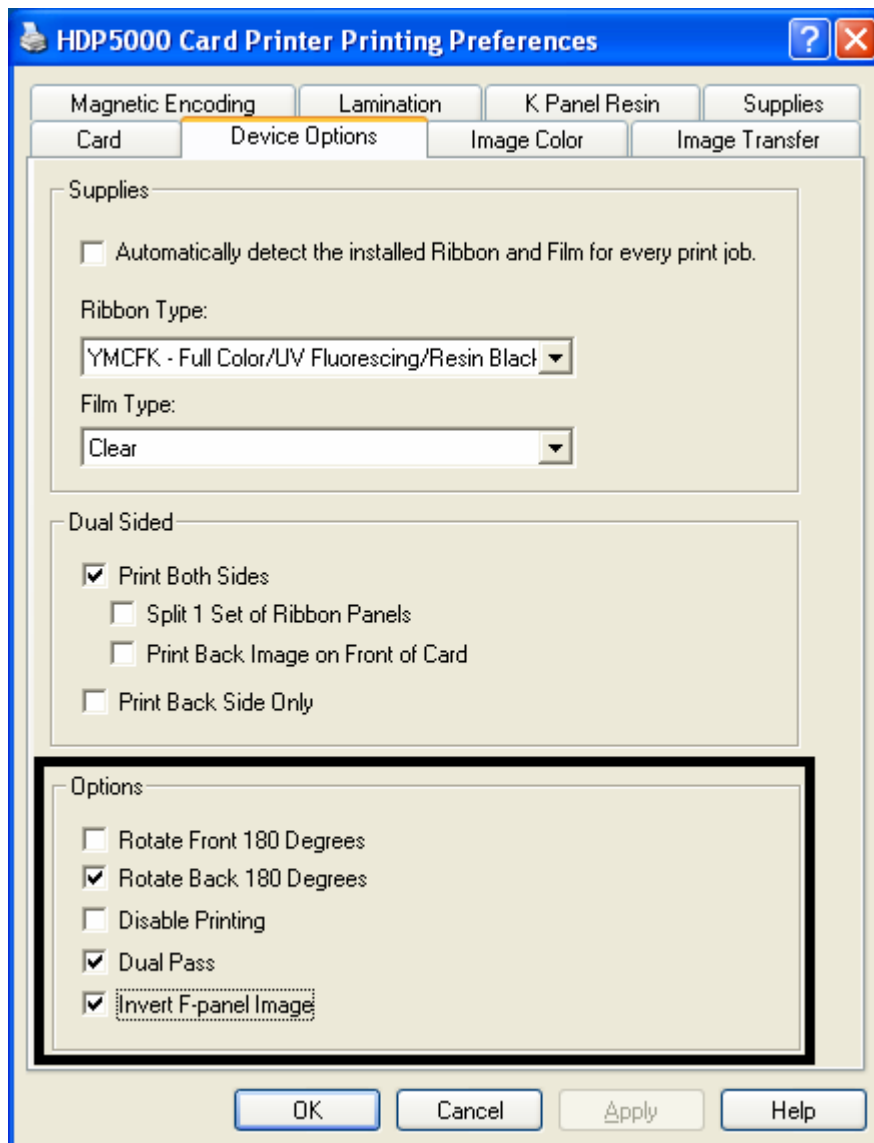 HDP5000 Card Printer Printing Preferences
Magnetic Encoding Lamination K Panel Resin Supplies
Card Device Options Image Color Image Transfer
Supplies
Automatically detect the installed Ribbon and Film for every print job.
Ribbon Type:
YMCFK - Full Color/UV Fluorescing/Resin Black
Film Type:
Clear
Dual Sided
Print Both Sides
Split 1 Set of Ribbon Panels
Print Back Image on Front of Card
Print Back Side Only
Options
Rotate Front 180 Degrees
Rotate Back 180 Degrees
Disable Printing
Dual Pass
Invert F-panel Image
OK Cancel Apply Help